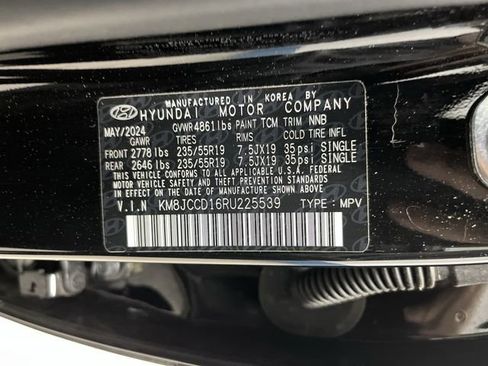 MANUFACTURED IN KOREA BY
HYUNDAI MOTOR COMPANY
MAY/2024 GVWR 4861lbs PAINT TCM TRIM NNB
GAWR TIRES RIMS COLD TIRE INFL
FRONT 2778 lbs 235/55R19 7.5JX19 35psi SINGLE
REAR 2646 lbs 235/55R19 7.5JX19 35psi SINGLE
THIS VEHICLE CONFORMS TO ALL APPLICABLE U.S.A. FEDERAL
MOTOR VEHICLE SAFETY STANDARDS IN EFFECT
ON THE DATE OF MANUFACTURE SHOWN ABOVE.
V.I.N KM8JCCD16RU225539 TYPE : MPV